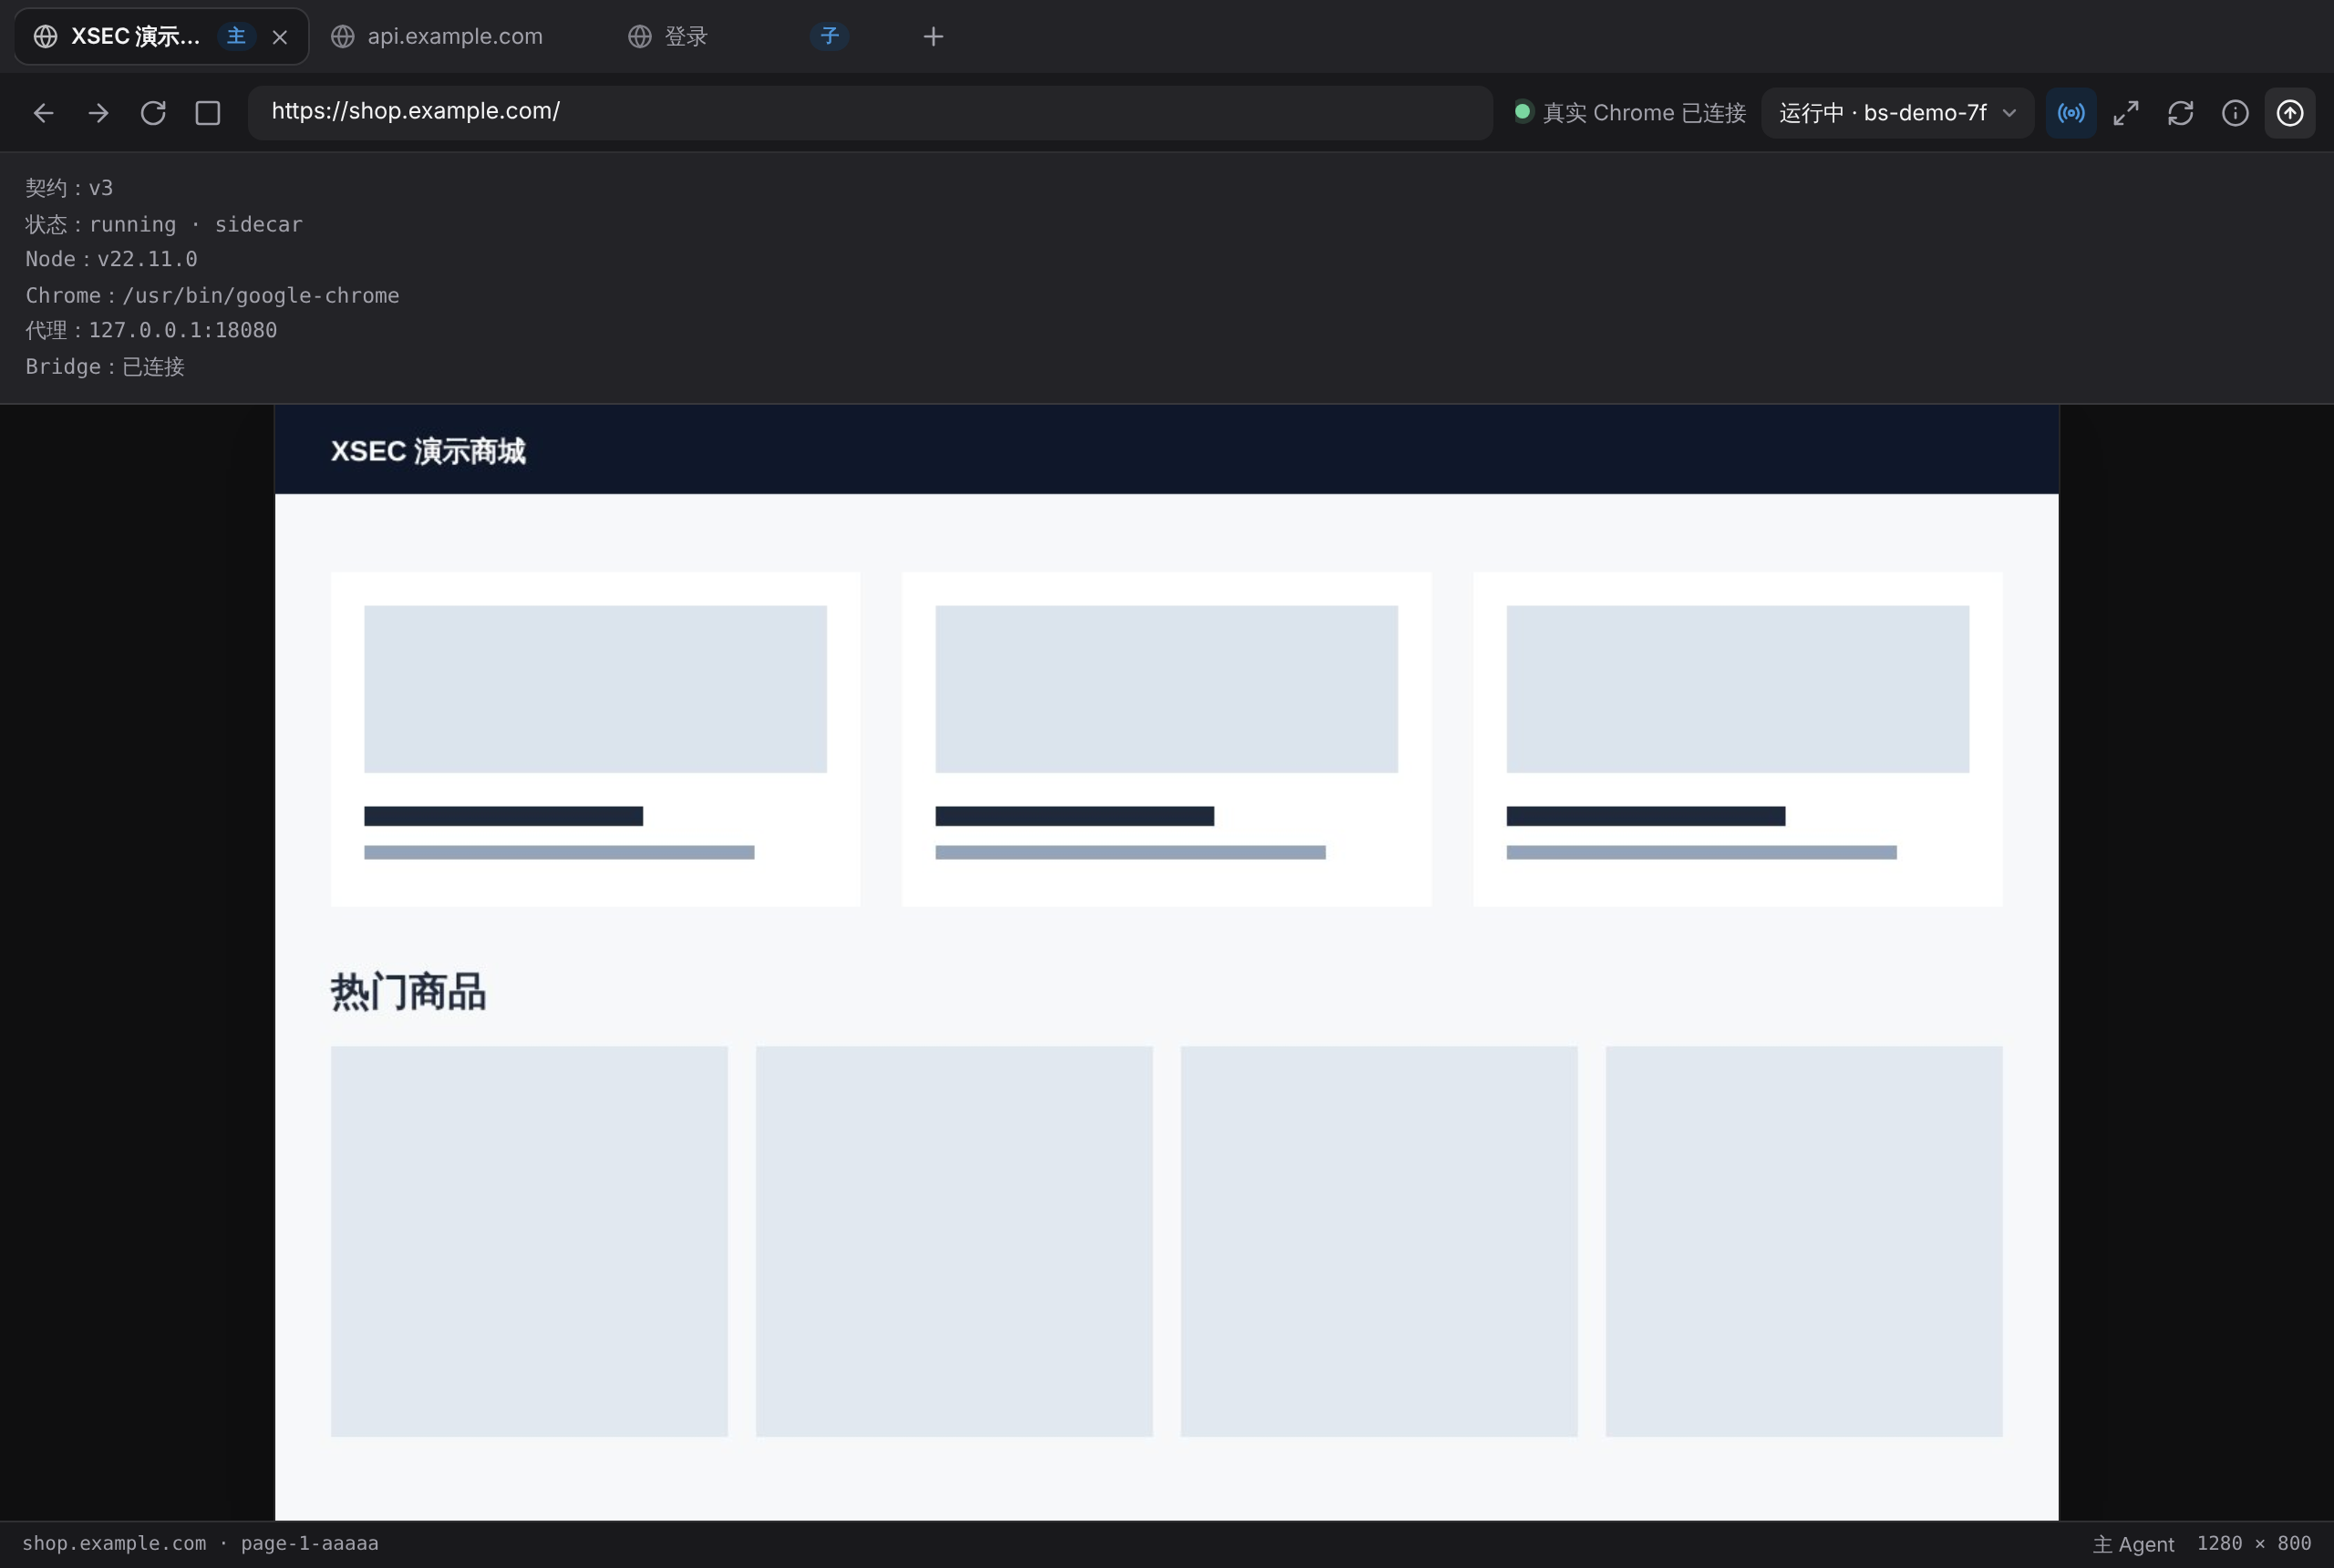 XSEC 演示... 主
api.example.com
登录 子
https://shop.example.com/
真实 Chrome 已连接
运行中 · bs-demo-7f
契约：v3
状态：running · sidecar
Node：v22.11.0
Chrome：/usr/bin/google-chrome
代理：127.0.0.1:18080
Bridge：已连接
XSEC 演示商城
热门商品
shop.example.com · page-1-aaaaa
主 Agent 1280 × 800